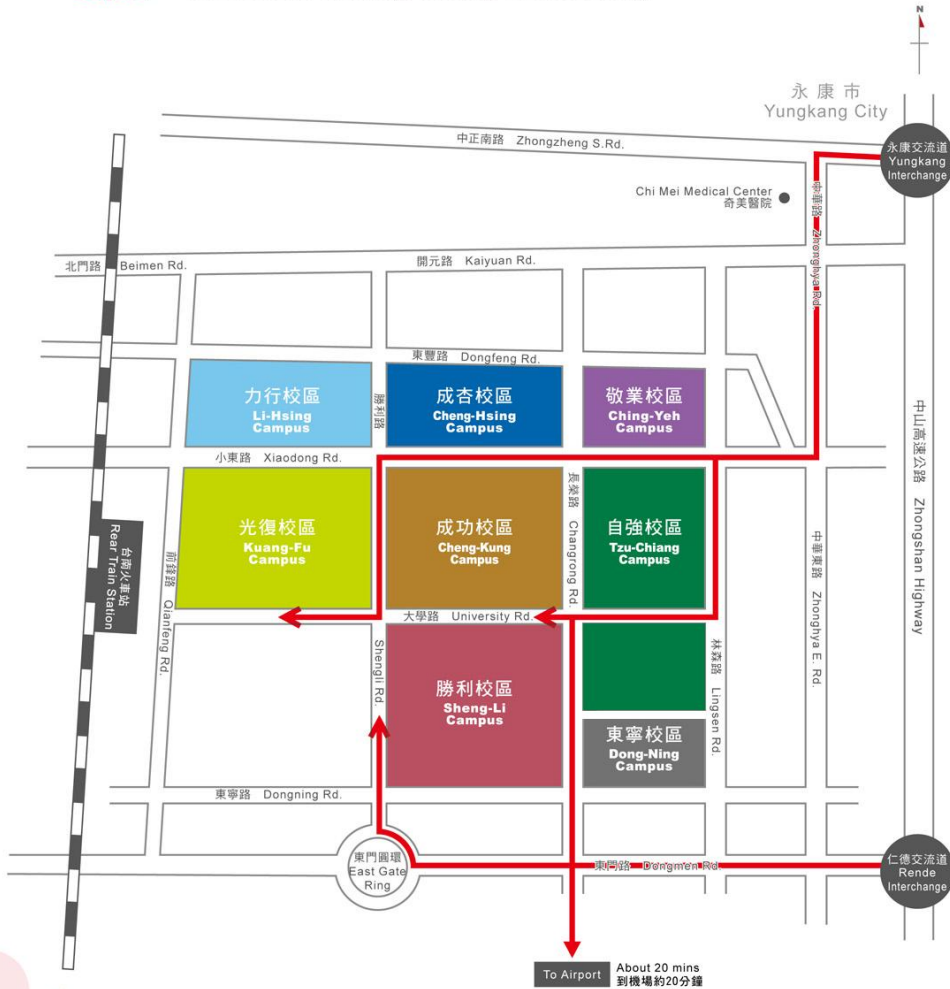 N
永康市
Yungkang City
永康交流道
Yungkang
Interchange
中正南路 Zhongzheng S.Rd.
Chi Mei Medical Center
奇美醫院
中華路 Zhonghya Rd.
北門路 Beimen Rd.
開元路 Kaiyuan Rd.
東豐路 Dongfeng Rd.
力行校區
Li-Hsing
Campus
勝利路
成杏校區
Cheng-Hsing
Campus
敬業校區
Ching-Yeh
Campus
中山高速公路 Zhongshan Highway
小東路 Xiaodong Rd.
光復校區
Kuang-Fu
Campus
成功校區
Cheng-Kung
Campus
長榮路 Changrong Rd.
自強校區
Tzu-Chiang
Campus
台南火車站
Rear Train Station
前鋒路 Qianfeng Rd.
中華東路 Zhonghya E. Rd.
大學路 University Rd.
Shengli Rd.
勝利校區
Sheng-Li
Campus
林森路 Lingsen Rd.
東寧校區
Dong-Ning
Campus
東寧路 Dongning Rd.
東門圓環
East Gate
Ring
東門路 Dongmen Rd.
仁德交流道
Rende
Interchange
To Airport
About 20 mins
到機場約20分鐘